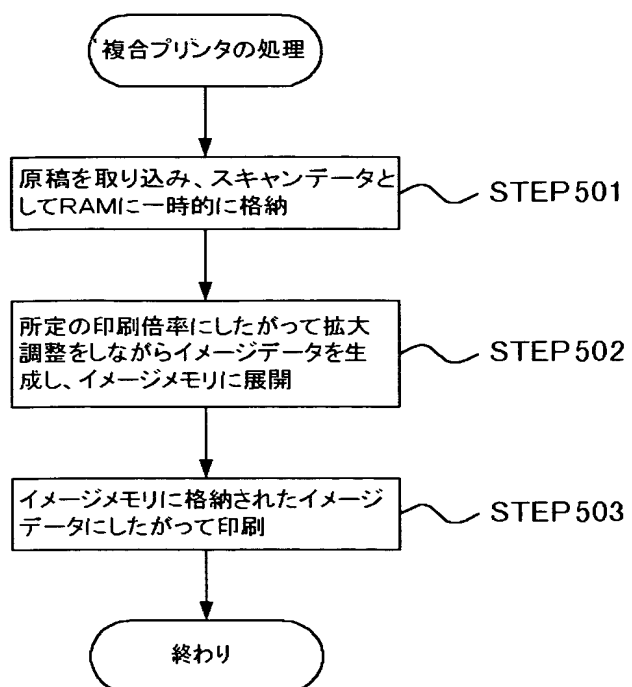 複合プリンタの処理
原稿を取り込み、スキャンデータと
してRAMに一時的に格納
STEP501
所定の印刷倍率にしたがって拡大
調整をしながらイメージデータを生
成し、イメージメモリに展開
STEP502
イメージメモリに格納されたイメージ
データにしたがって印刷
STEP503
終わり